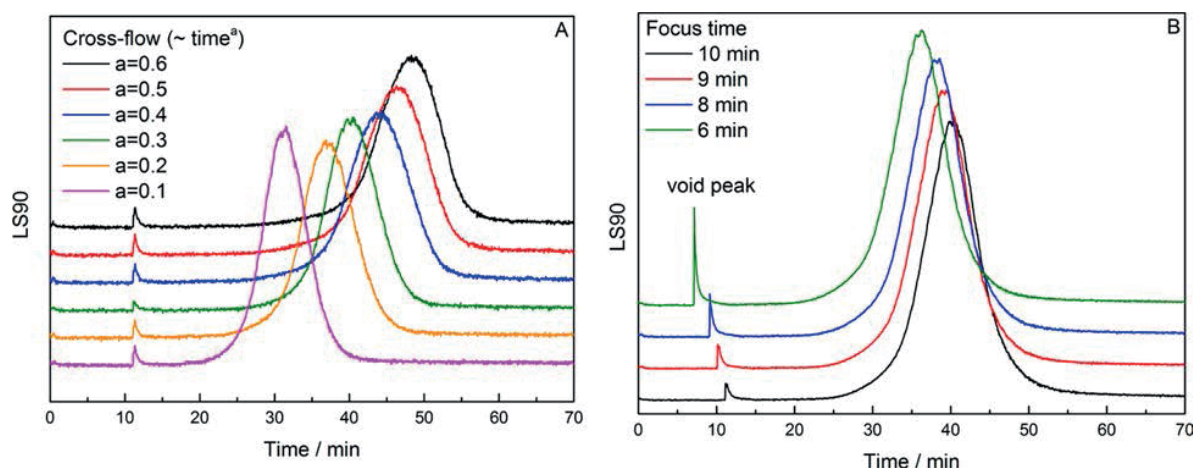 A
Cross-flow (~ timeᵃ)
a=0.6
a=0.5
a=0.4
a=0.3
a=0.2
a=0.1
LS90
0 10 20 30 40 50 60 70
Time / min
B
Focus time
10 min
9 min
8 min
6 min
void peak
LS90
0 10 20 30 40 50 60 70
Time / min